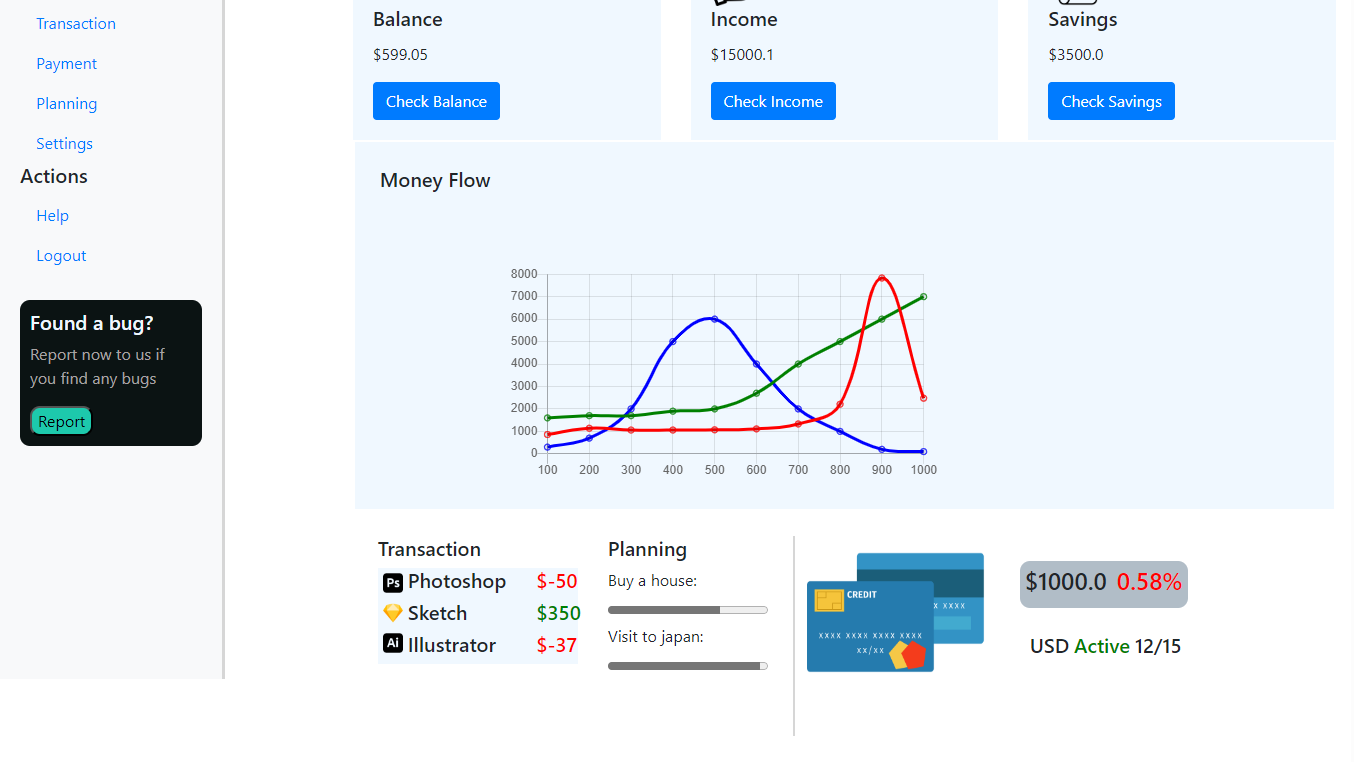 Transaction
Payment
Planning
Settings
Actions
Help
Logout
Found a bug?
Report now to us if
you find any bugs
Report
Balance
$599.05
Check Balance
Income
$15000.1
Check Income
Savings
$3500.0
Check Savings
Money Flow
8000
7000
6000
5000
4000
3000
2000
1000
0
100 200 300 400 500 600 700 800 900 1000
Transaction
Ps Photoshop $-50
Sketch $350
Ai Illustrator $-37
Planning
Buy a house:
Visit to japan:
CREDIT
X XXXX
XXXX XXXX XXXX XXXX
XX/XX
$1000.0 0.58%
USD Active 12/15